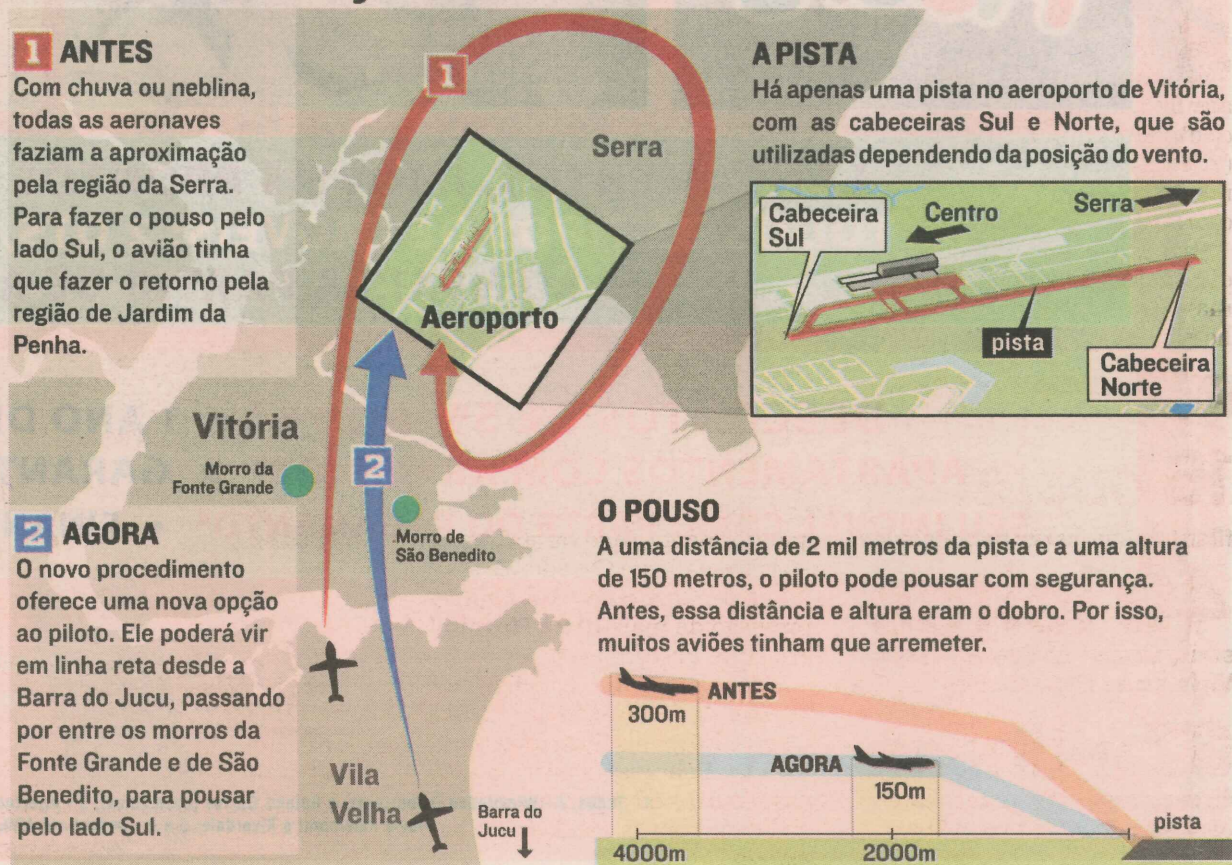 1 ANTES
Com chuva ou neblina,
todas as aeronaves
faziam a aproximação
pela região da Serra.
Para fazer o pouso pelo
lado Sul, o avião tinha
que fazer o retorno pela
região de Jardim da
Penha.
2 AGORA
O novo procedimento
oferece uma nova opção
ao piloto. Ele poderá vir
em linha reta desde a
Barra do Jucu, passando
por entre os morros da
Fonte Grande e de São
Benedito, para pousar
pelo lado Sul.
1
Serra
Aeroporto
Vitória
Morro da
Fonte Grande
2
Morro de
São Benedito
Vila
Velha
Barra do
Jucu
A PISTA
Há apenas uma pista no aeroporto de Vitória,
com as cabeceiras Sul e Norte, que são
utilizadas dependendo da posição do vento.
Cabeceira
Sul
Centro
Serra
pista
Cabeceira
Norte
O POUSO
A uma distância de 2 mil metros da pista e a uma altura
de 150 metros, o piloto pode pousar com segurança.
Antes, essa distância e altura eram o dobro. Por isso,
muitos aviões tinham que arremeter.
ANTES
300m
AGORA
150m
pista
4000m
2000m